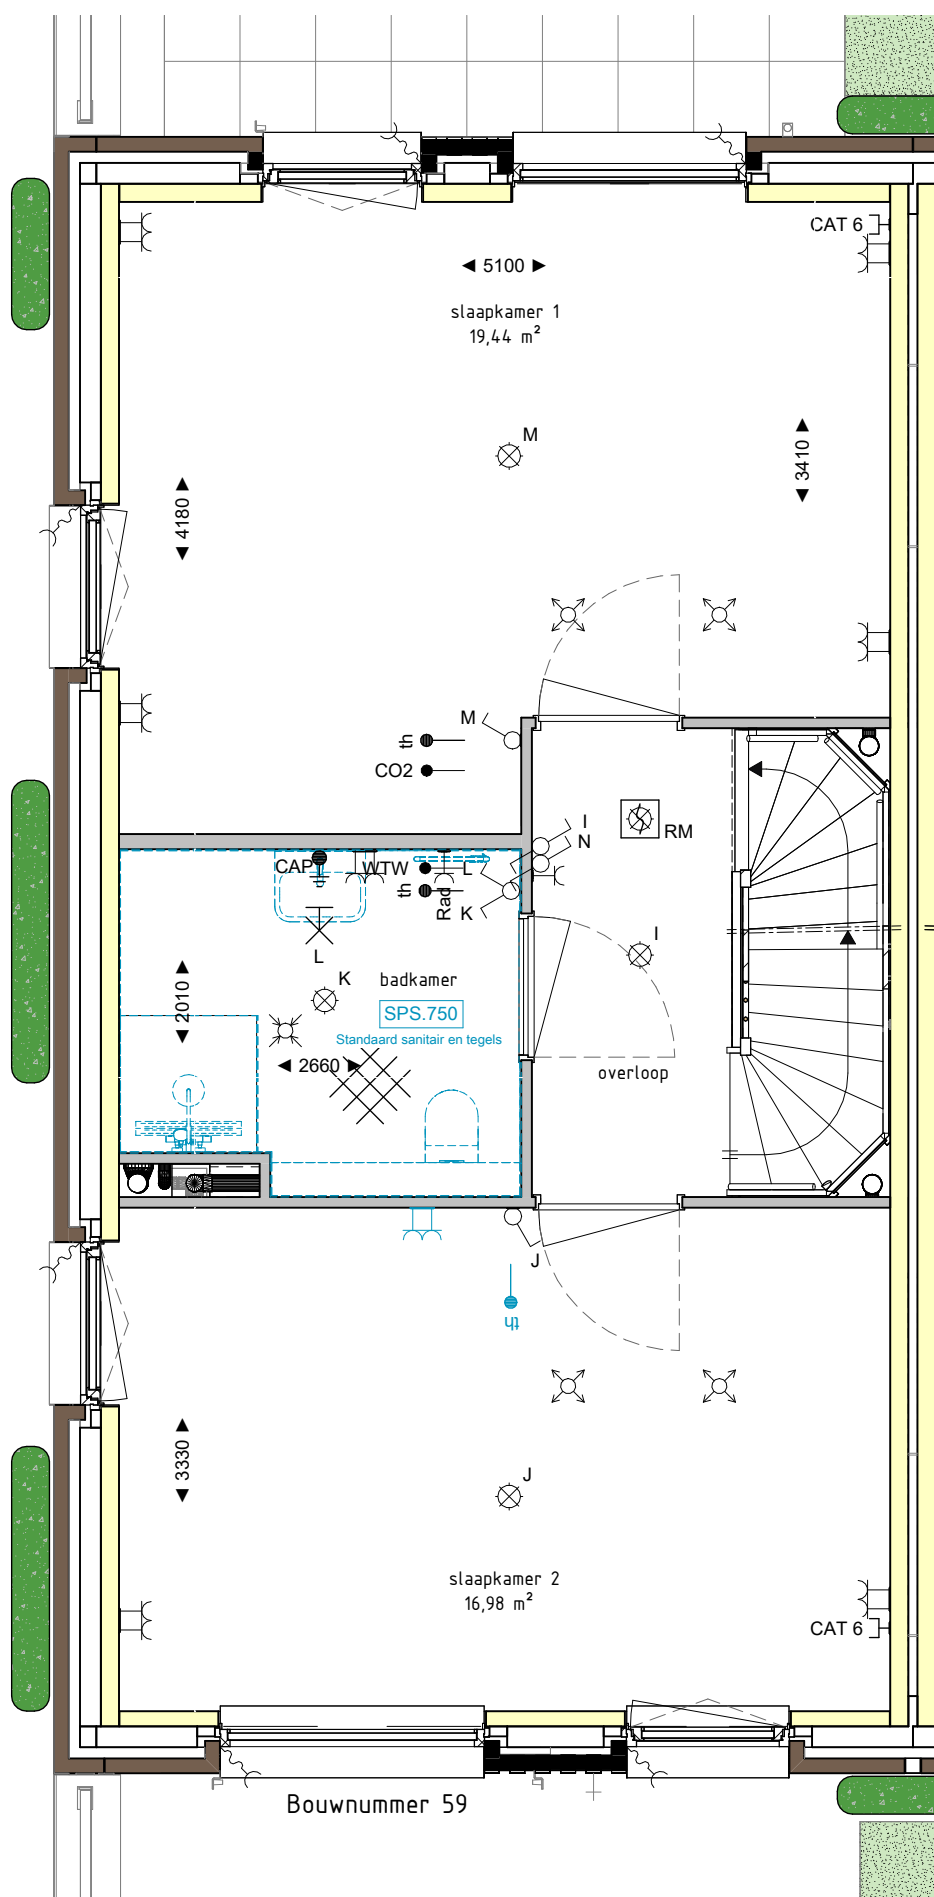 CAT 6
◄ 5100 ►
slaapkamer 1
19,44 m²
M
◄ 3410 ►
◄ 4180 ►
M
th
CO2
I
N
RM
CAP
WTW
L
th
Rad
K
L
I
K
badkamer
SPS.750
Standaard sanitair en tegels
◄ 2010 ►
◄ 2660 ►
overloop
J
th
◄ 3330 ►
J
slaapkamer 2
16,98 m²
CAT 6
Bouwnummer 59